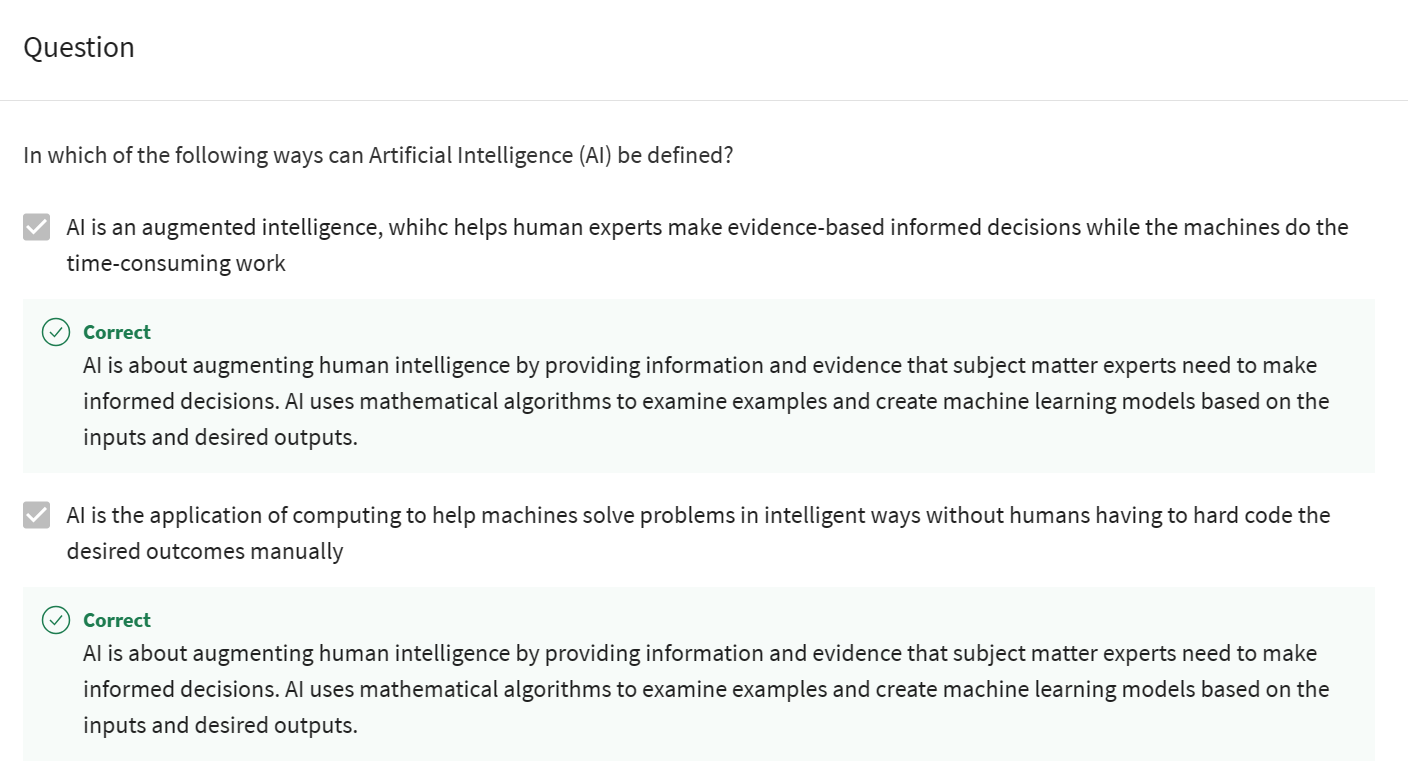 Question
In which of the following ways can Artificial Intelligence (AI) be defined?
AI is an augmented intelligence, whihc helps human experts make evidence-based informed decisions while the machines do the
time-consuming work
Correct
AI is about augmenting human intelligence by providing information and evidence that subject matter experts need to make
informed decisions. AI uses mathematical algorithms to examine examples and create machine learning models based on the
inputs and desired outputs.
AI is the application of computing to help machines solve problems in intelligent ways without humans having to hard code the
desired outcomes manually
Correct
AI is about augmenting human intelligence by providing information and evidence that subject matter experts need to make
informed decisions. AI uses mathematical algorithms to examine examples and create machine learning models based on the
inputs and desired outputs.